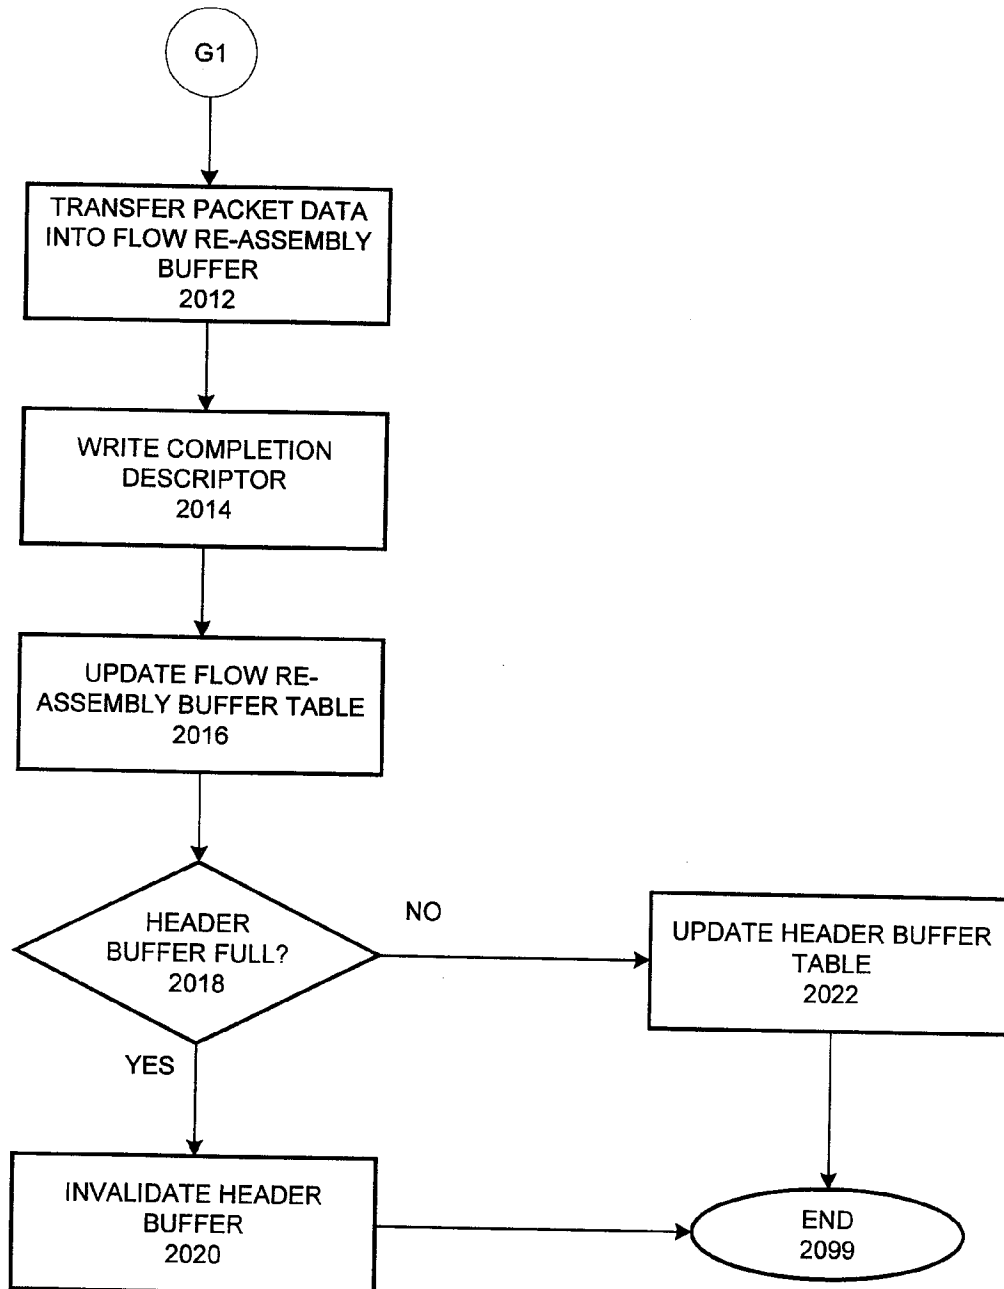 G1
TRANSFER PACKET DATA
INTO FLOW RE-ASSEMBLY
BUFFER
2012
WRITE COMPLETION
DESCRIPTOR
2014
UPDATE FLOW RE-
ASSEMBLY BUFFER TABLE
2016
HEADER
BUFFER FULL?
2018
NO
UPDATE HEADER BUFFER
TABLE
2022
YES
INVALIDATE HEADER
BUFFER
2020
END
2099